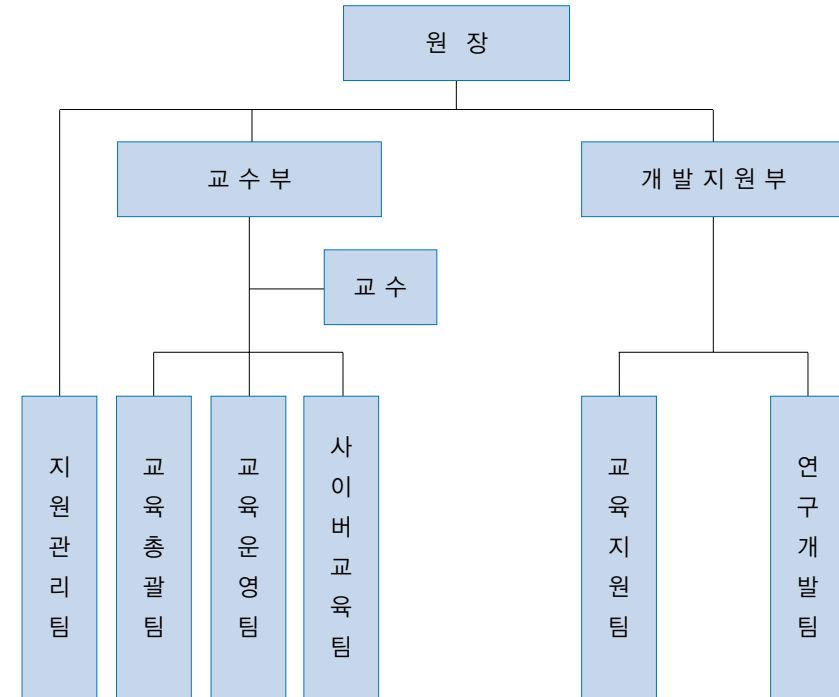 원 장
교 수 부
개 발 지 원 부
교 수
지원관리팀
교육총괄팀
교육운영팀
사이버교육팀
교육지원팀
연구개발팀